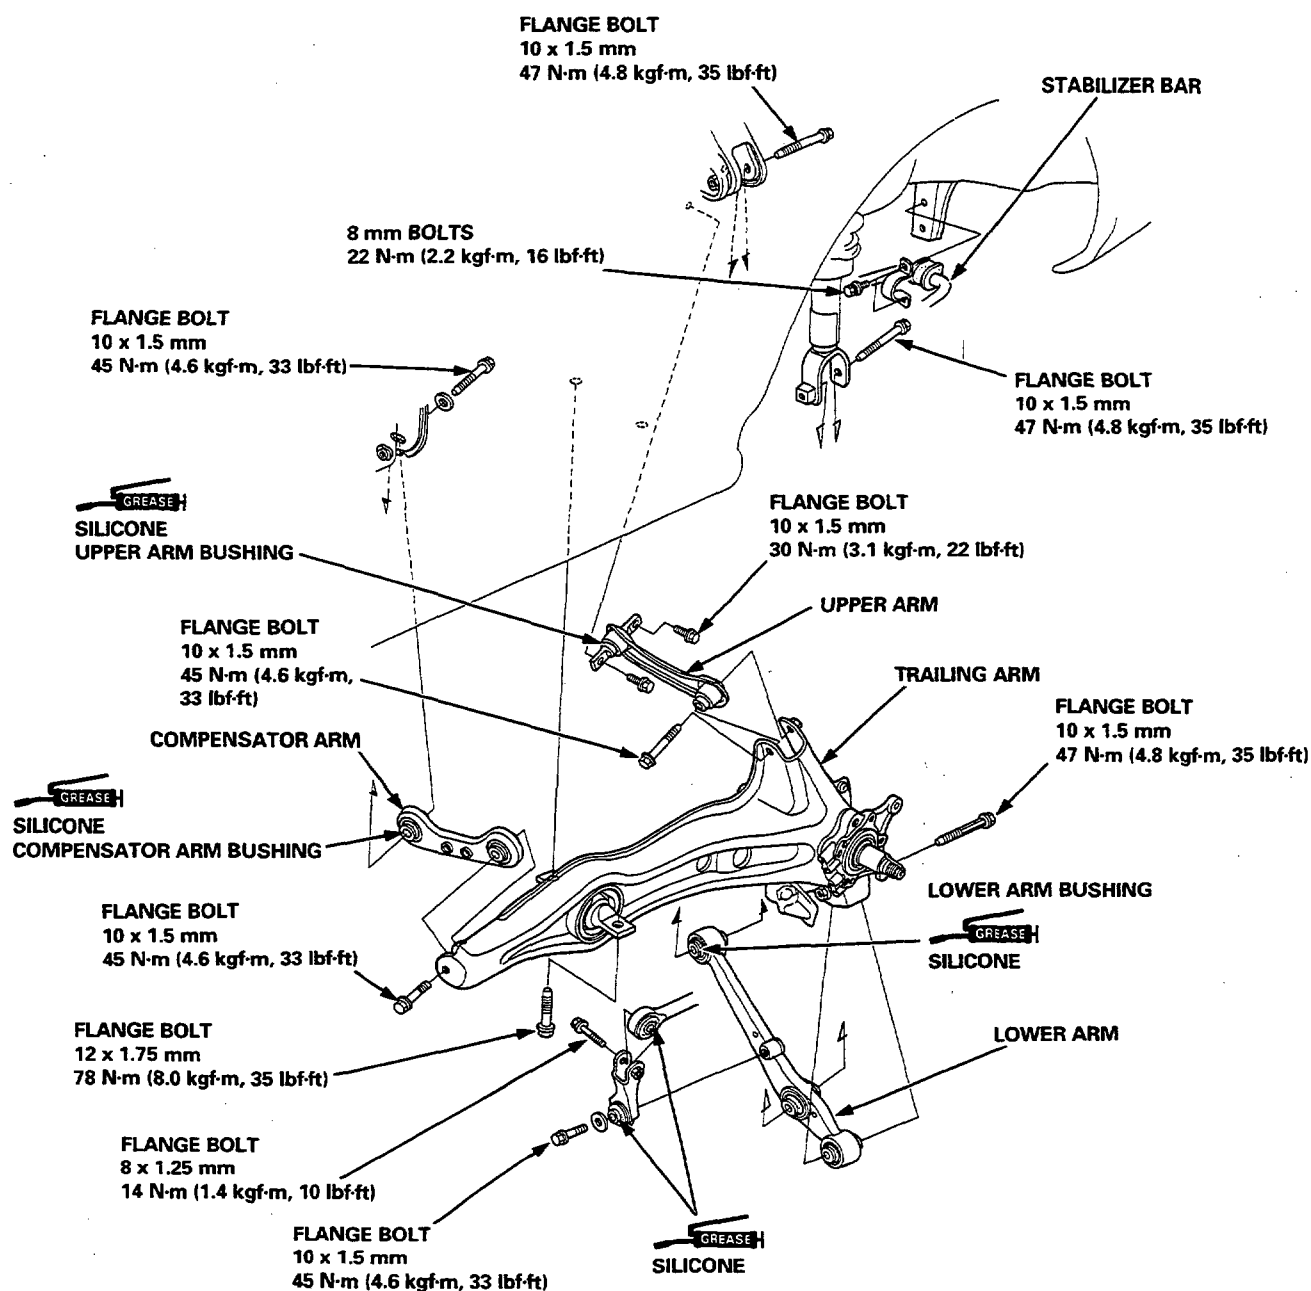 FLANGE BOLT
10 x 1.5 mm
47 N·m (4.8 kgf·m, 35 lbf·ft)
STABILIZER BAR
8 mm BOLTS
22 N·m (2.2 kgf·m, 16 lbf·ft)
FLANGE BOLT
10 x 1.5 mm
45 N·m (4.6 kgf·m, 33 lbf·ft)
FLANGE BOLT
10 x 1.5 mm
47 N·m (4.8 kgf·m, 35 lbf·ft)
GREASE
SILICONE
UPPER ARM BUSHING
FLANGE BOLT
10 x 1.5 mm
30 N·m (3.1 kgf·m, 22 lbf·ft)
UPPER ARM
FLANGE BOLT
10 x 1.5 mm
45 N·m (4.6 kgf·m,
33 lbf·ft)
TRAILING ARM
FLANGE BOLT
10 x 1.5 mm
47 N·m (4.8 kgf·m, 35 lbf·ft)
COMPENSATOR ARM
GREASE
SILICONE
COMPENSATOR ARM BUSHING
LOWER ARM BUSHING
GREASE
SILICONE
FLANGE BOLT
10 x 1.5 mm
45 N·m (4.6 kgf·m, 33 lbf·ft)
FLANGE BOLT
12 x 1.75 mm
78 N·m (8.0 kgf·m, 35 lbf·ft)
LOWER ARM
FLANGE BOLT
8 x 1.25 mm
14 N·m (1.4 kgf·m, 10 lbf·ft)
FLANGE BOLT
10 x 1.5 mm
45 N·m (4.6 kgf·m, 33 lbf·ft)
GREASE
SILICONE